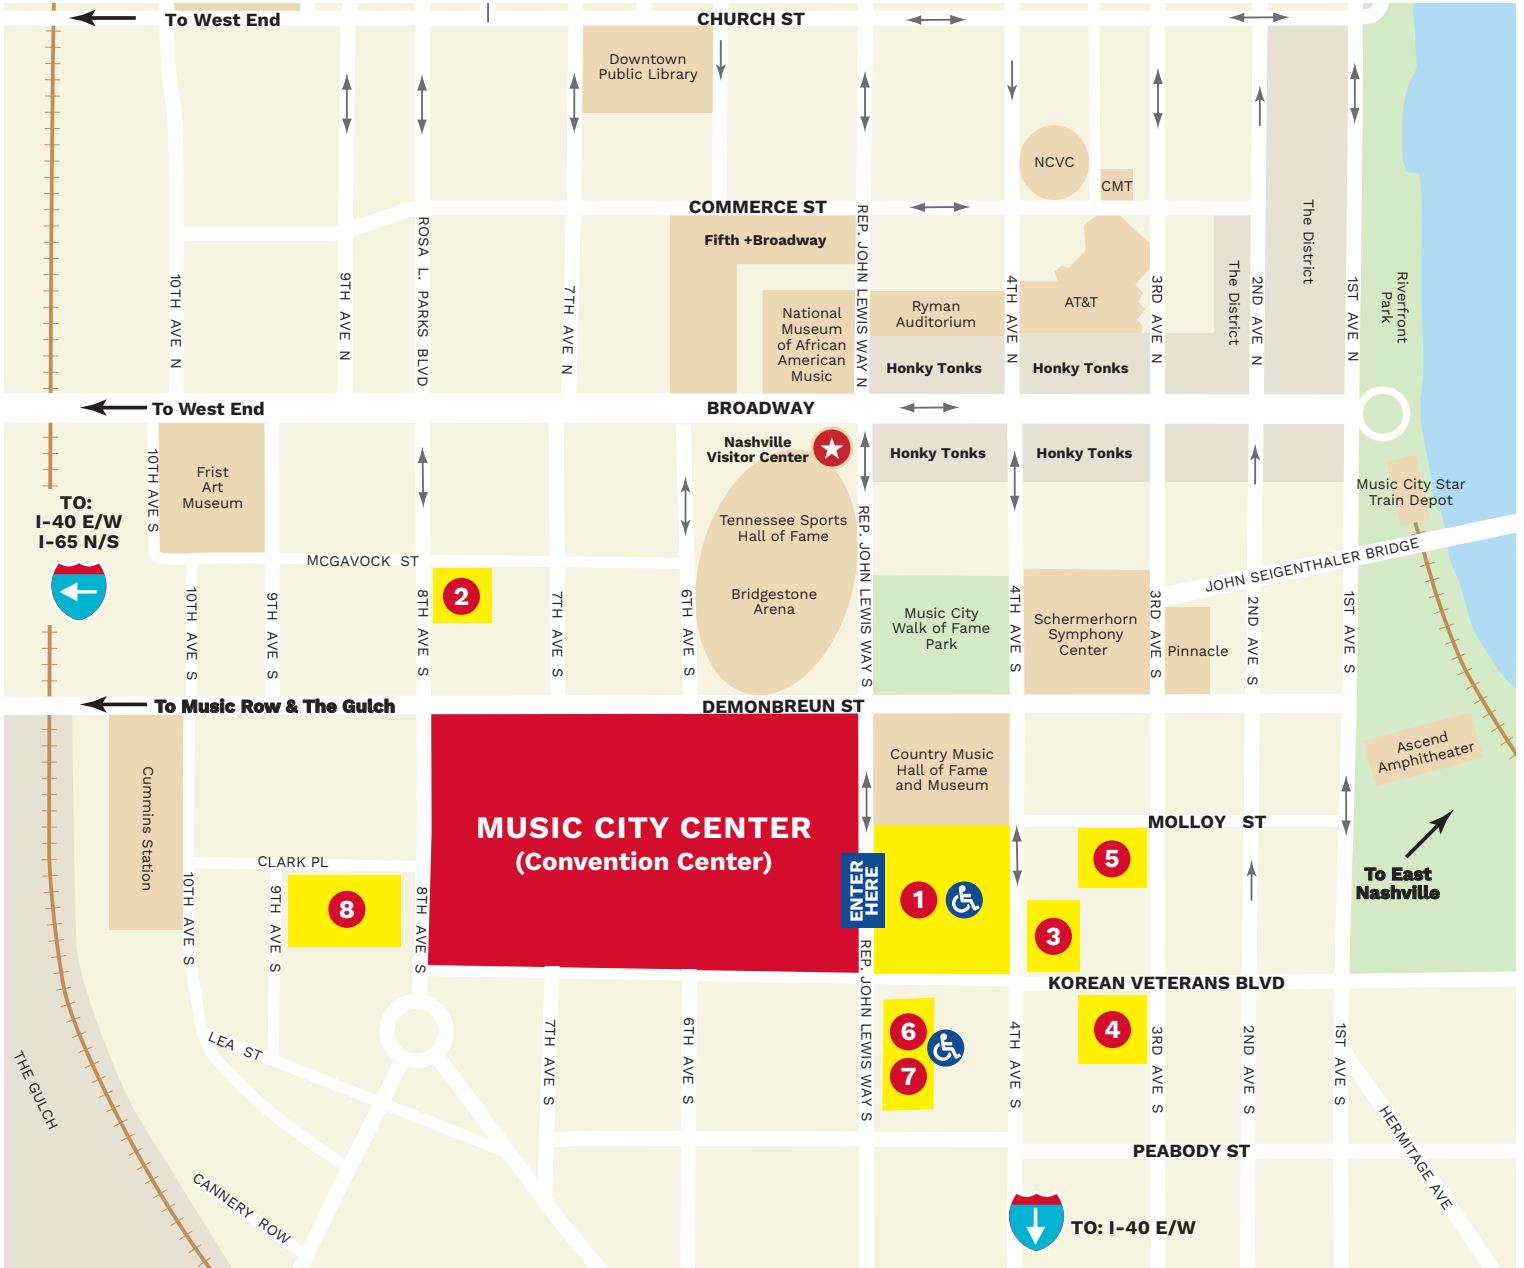 To West End
CHURCH ST
Downtown
Public Library
NCVC
CMT
COMMERCE ST
Fifth +Broadway
ROSA L. PARKS BLVD
REP. JOHN LEWIS WAY N
The District
The District
10TH AVE N
9TH AVE N
7TH AVE N
4TH AVE N
3RD AVE N
2ND AVE N
1ST AVE N
Riverfront
Park
National
Museum
of African
American
Music
Ryman
Auditorium
AT&T
Honky Tonks
Honky Tonks
To West End
BROADWAY
Nashville
Visitor Center
Honky Tonks
Honky Tonks
10TH AVE S
Frist
Art
Museum
TO:
I-40 E/W
I-65 N/S
Tennessee Sports
Hall of Fame
Music City Star
Train Depot
MCGAVOCK ST
JOHN SEIGENTHALER BRIDGE
REP. JOHN LEWIS WAY S
10TH AVE S
9TH AVE S
8TH AVE S
2
7TH AVE S
6TH AVE S
Bridgestone
Arena
Music City
Walk of Fame
Park
4TH AVE S
Schermerhorn
Symphony
Center
3RD AVE S
Pinnacle
2ND AVE S
1ST AVE S
To Music Row & The Gulch
DEMONBREUN ST
Cummins Station
Country Music
Hall of Fame
and Museum
Ascend
Amphitheater
MUSIC CITY CENTER
(Convention Center)
MOLLOY ST
CLARK PL
ENTER
HERE
1
5
To East
Nashville
10TH AVE S
9TH AVE S
8
8TH AVE S
3
REP. JOHN LEWIS WAY S
KOREAN VETERANS BLVD
THE GULCH
LEA ST
7TH AVE S
6TH AVE S
6
7
4TH AVE S
4
3RD AVE S
2ND AVE S
1ST AVE S
HERMITAGE AVE
PEABODY ST
CANNERY ROW
TO: I-40 E/W